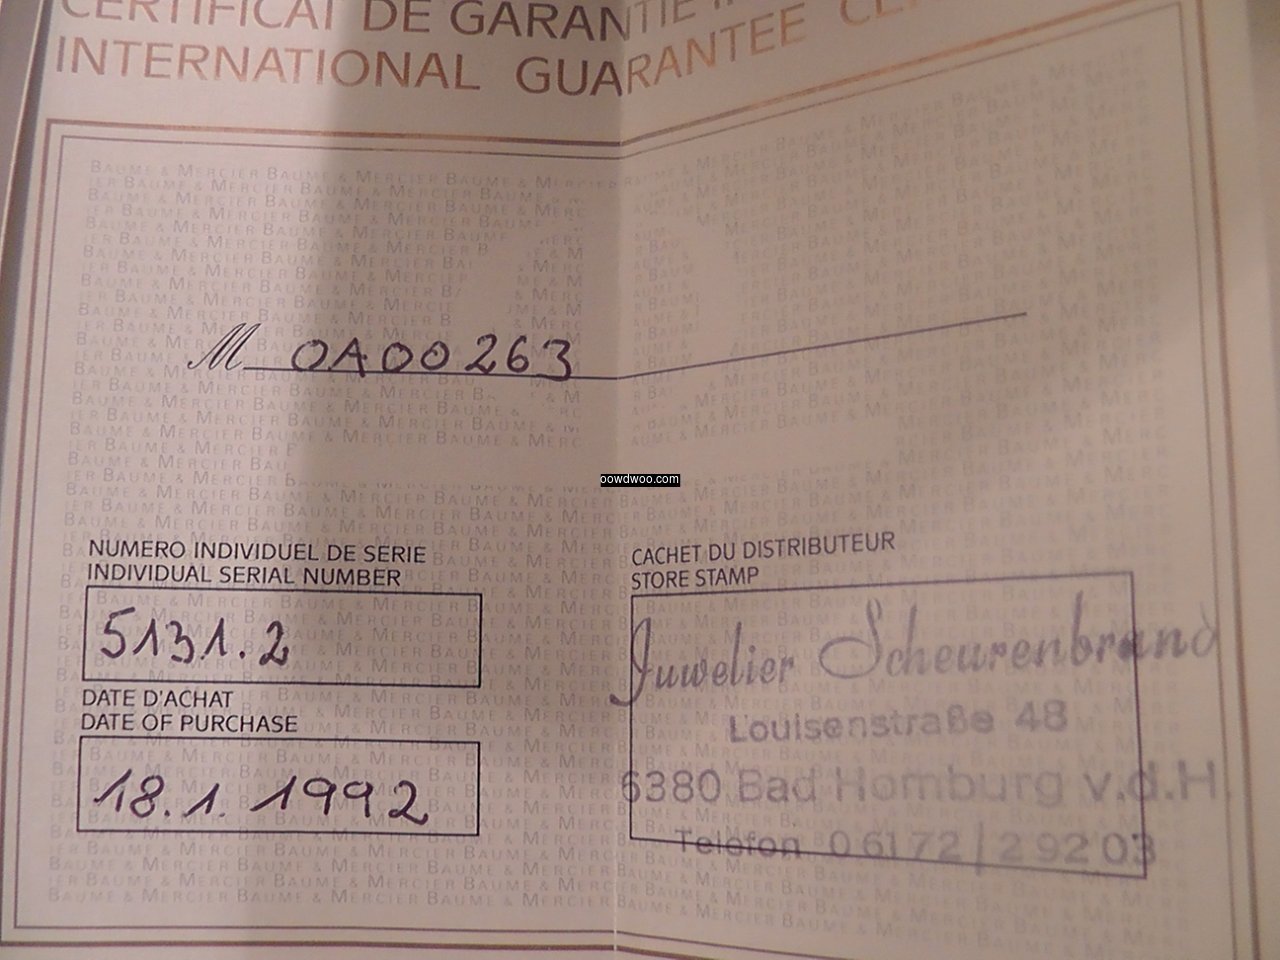 CERTIFICAT DE GARANTIE
INTERNATIONAL GUARANTEE
M OA00263
oowdwoo.com
NUMERO INDIVIDUEL DE SERIE
INDIVIDUAL SERIAL NUMBER
5131.2
DATE D'ACHAT
DATE OF PURCHASE
18.1.1992
CACHET DU DISTRIBUTEUR
STORE STAMP
Juwelier Scheurenbrand
Louisenstraße 48
6380 Bad Homburg v.d.H.
Telefon 06172/29203